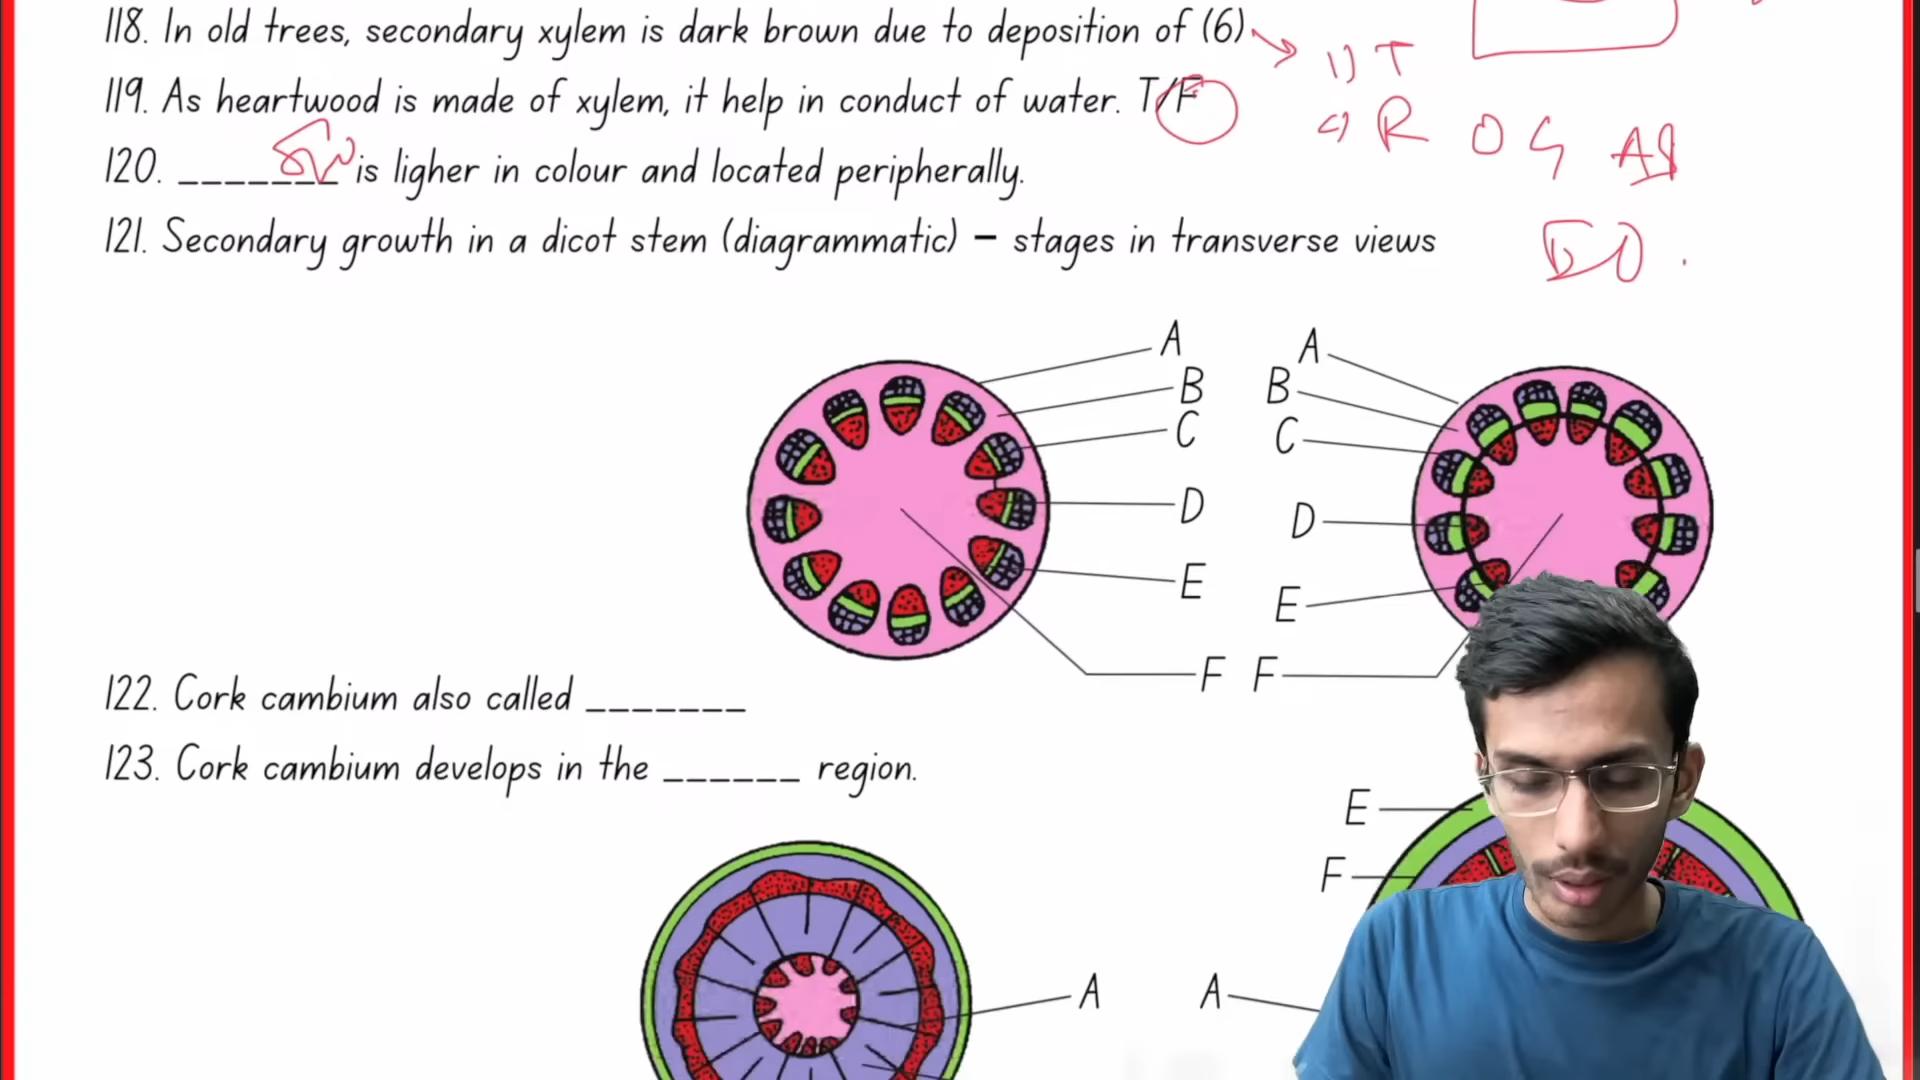 118. In old trees, secondary xylem is dark brown due to deposition of (6)
1) T
119. As heartwood is made of xylem, it help in conduct of water. T/F
R O G A S
120. _______ is ligher in colour and located peripherally.
SW
121. Secondary growth in a dicot stem (diagrammatic) – stages in transverse views
A
B
C
D
E
F
A
B
C
D
E
F
122. Cork cambium also called _______
123. Cork cambium develops in the ______ region.
E
F
A
A